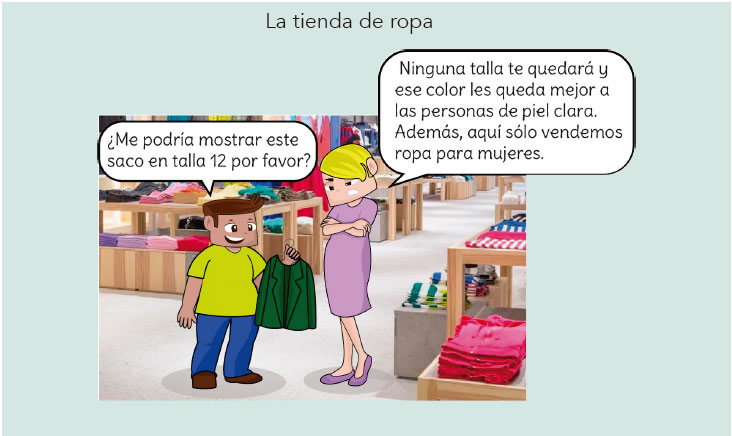 La tienda de ropa
¿Me podría mostrar este
saco en talla 12 por favor?
Ninguna talla te quedará y
ese color les queda mejor a
las personas de piel clara.
Además, aquí sólo vendemos
ropa para mujeres.